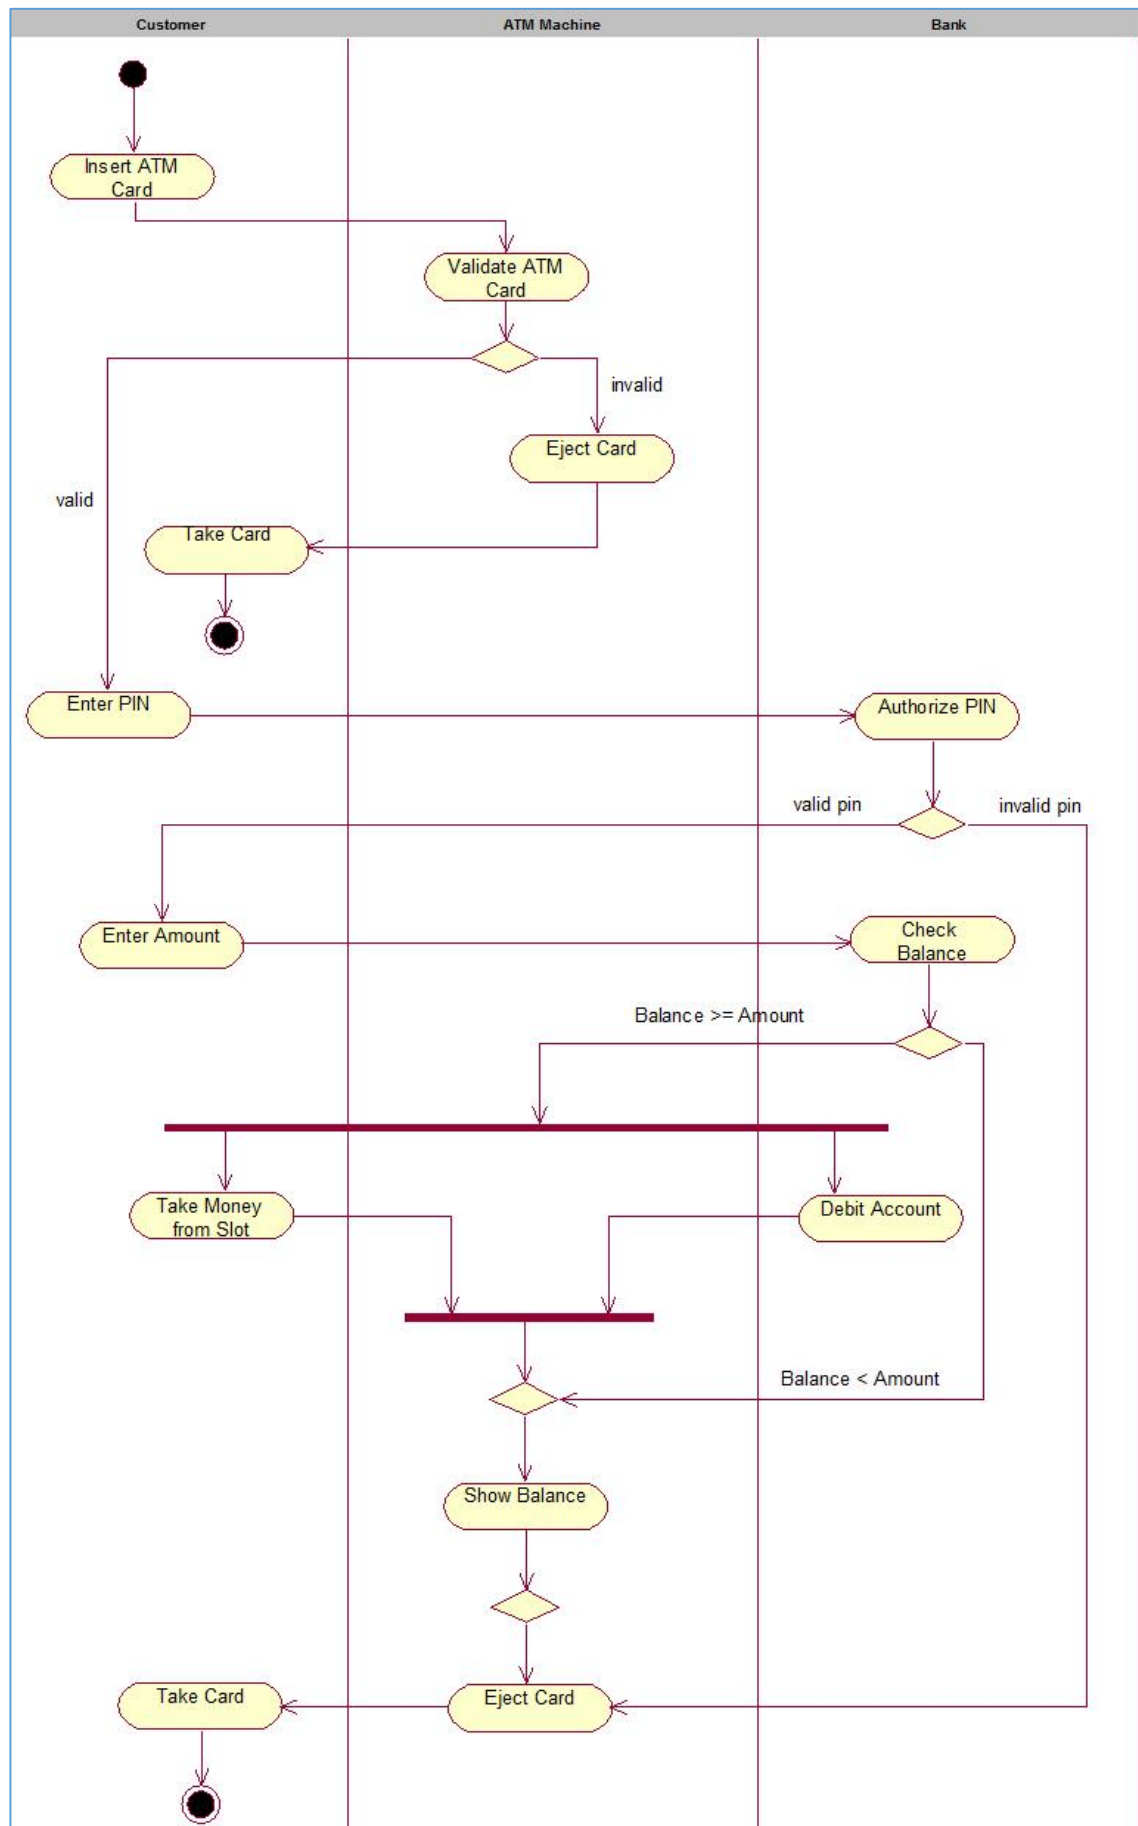 Customer
ATM Machine
Bank
Insert ATM
Card
Validate ATM
Card
invalid
Eject Card
valid
Take Card
Enter PIN
Authorize PIN
valid pin
invalid pin
Enter Amount
Check
Balance
Balance >= Amount
Take Money
from Slot
Debit Account
Balance < Amount
Show Balance
Take Card
Eject Card